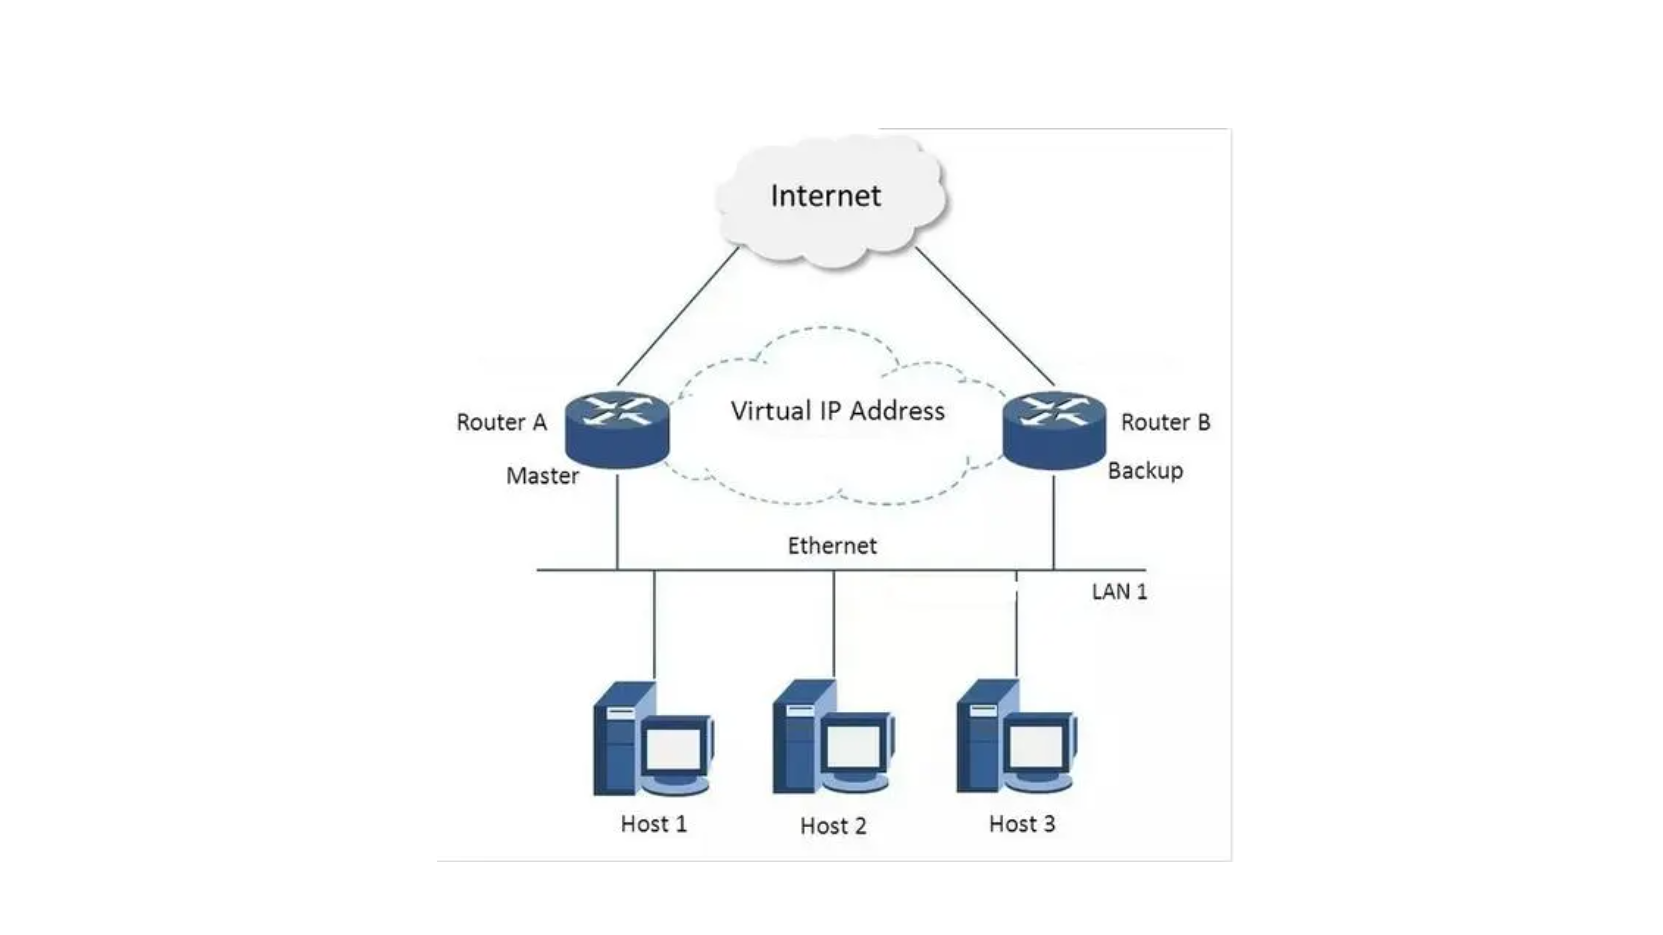 Internet
Virtual IP Address
Router A
Router B
Master
Backup
Ethernet
LAN 1
Host 1
Host 2
Host 3